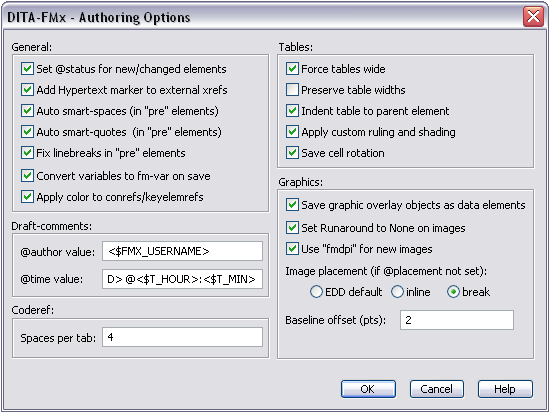 DITA-FMx - Authoring Options
General:
Set @status for new/changed elements
Add Hypertext marker to external xrefs
Auto smart-spaces (in "pre" elements)
Auto smart-quotes (in "pre" elements)
Fix linebreaks in "pre" elements
Convert variables to fm-var on save
Apply color to conrefs/keyelemrefs
Draft-comments:
@author value: <$FMX_USERNAME>
@time value: D> @<$T_HOUR>:<$T_MIN>
Coderef:
Spaces per tab: 4
Tables:
Force tables wide
Preserve table widths
Indent table to parent element
Apply custom ruling and shading
Save cell rotation
Graphics:
Save graphic overlay objects as data elements
Set Runaround to None on images
Use "fmdpi" for new images
Image placement (if @placement not set):
EDD default inline break
Baseline offset (pts): 2
OK Cancel Help